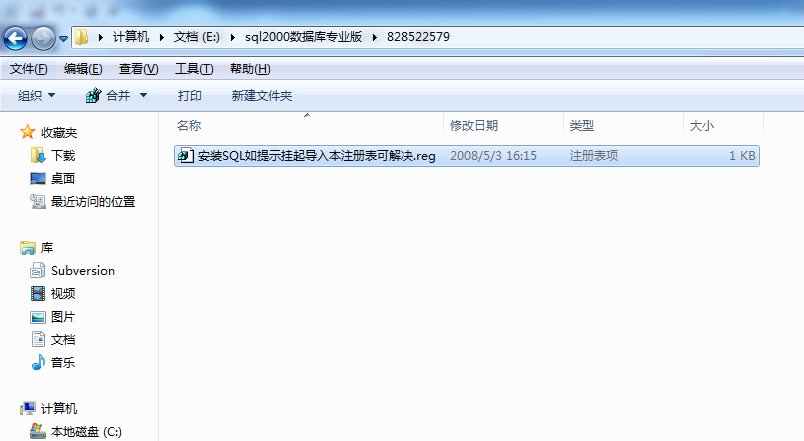 计算机 文档 (E:) sql2000数据库专业版 828522579
文件(F) 编辑(E) 查看(V) 工具(T) 帮助(H)
组织 合并 打印 新建文件夹
名称 修改日期 类型 大小
安装SQL如提示挂起导入本注册表可解决.reg 2008/5/3 16:15 注册表项 1 KB
收藏夹
下载
桌面
最近访问的位置
库
Subversion
视频
图片
文档
音乐
计算机
本地磁盘 (C:)